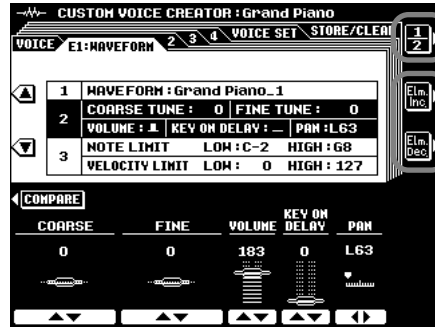 CUSTOM VOICE CREATOR : Grand Piano
VOICE E1:WAVEFORM 2 3 4 VOICE SET STORE/CLEAR
1
2
1 WAVEFORM : Grand Piano_1
2 COARSE TUNE : 0 FINE TUNE : 0
VOLUME : KEY ON DELAY : PAN : L63
3 NOTE LIMIT LOW : C-2 HIGH : G8
VELOCITY LIMIT LOW : 0 HIGH : 127
Elm. Inc.
Elm. Dec.
COMPARE
COARSE FINE VOLUME KEY ON DELAY PAN
0 0 183 0 L63